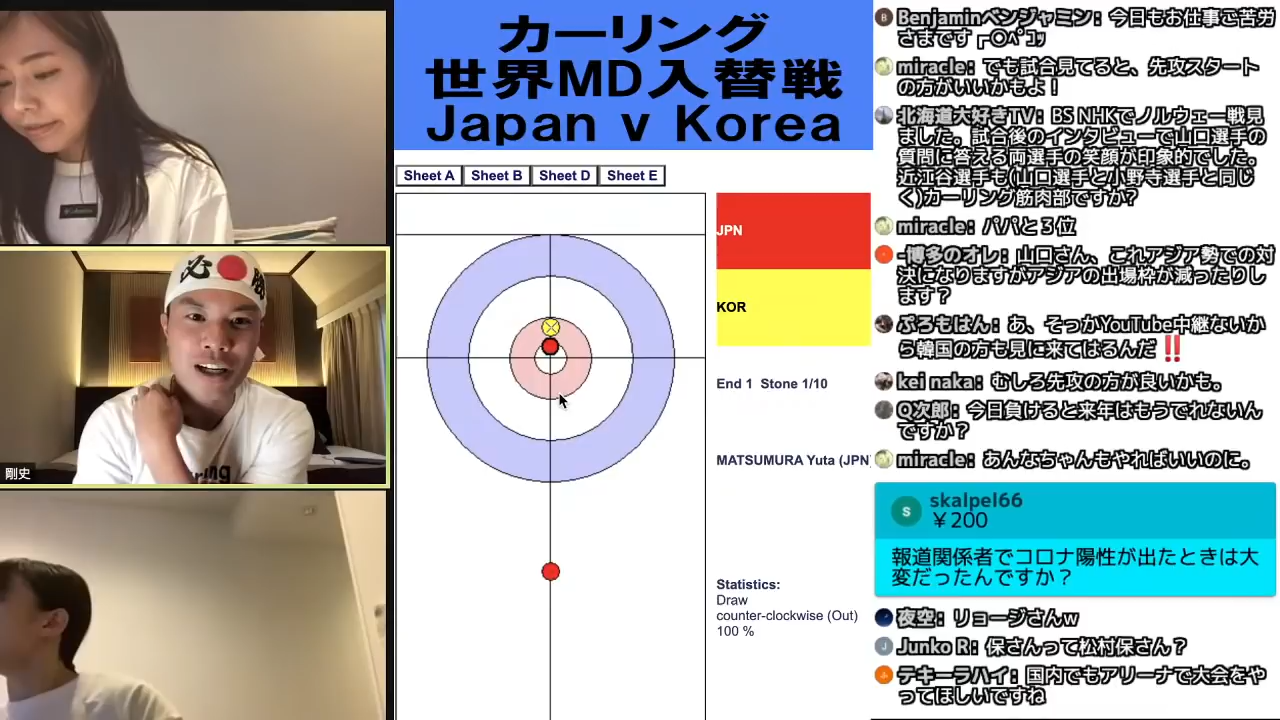 カーリング
世界MD入替戦
Japan v Korea
Sheet A
Sheet B
Sheet D
Sheet E
JPN
KOR
End 1  Stone 1/10
MATSUMURA Yuta (JPN
Statistics:
Draw
counter-clockwise (Out)
100 %
必
剛史
Benjaminベンジャミン: 今日もお仕事ご苦労
さまです┏〇ﾍﾟｺｯ
miracle: でも試合見てると、先攻スタート
の方がいいかもよ!
北海道大好きTV: BS NHKでノルウェー戦見
ました。試合後のインタビューで山口選手の
質問に答える両選手の笑顔が印象的でした。
近江谷選手も(山口選手と小野寺選手と同じ
く)カーリング筋肉部ですか?
miracle: パパと3位
-博多のオレ: 山口さん、これアジア勢での対
決になりますがアジアの出場枠が減ったりし
ます?
ぷろもはん: あ、そっかYouTube中継ないか
ら韓国の方も見に来てはるんだ‼️
kei naka: むしろ先攻の方が良いかも。
Q次郎: 今日負けると来年はもうでれないん
ですか?
miracle: あんなちゃんもやればいいのに。
S
skalpel66
¥200
報道関係者でコロナ陽性が出たときは大
変だったんですか?
夜空: リョージさんw
J
Junko R: 保さんって松村保さん?
テキーラハイ: 国内でもアリーナで大会をや
ってほしいですね